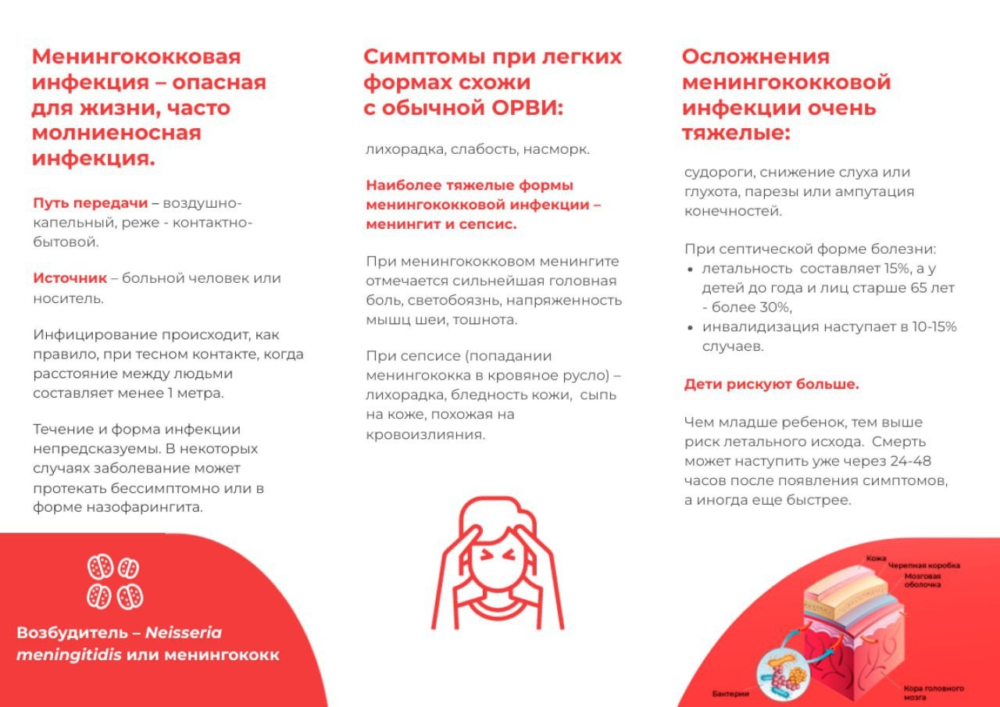 Менингококковая
инфекция – опасная
для жизни, часто
молниеносная
инфекция.
Путь передачи – воздушно-
капельный, реже - контактно-
бытовой.
Источник – больной человек или
носитель.
Инфицирование происходит, как
правило, при тесном контакте, когда
расстояние между людьми
составляет менее 1 метра.
Течение и форма инфекции
непредсказуемы. В некоторых
случаях заболевание может
протекать бессимптомно или в
форме назофарингита.
Возбудитель – Neisseria
meningitidis или менингококк
Симптомы при легких
формах схожи
с обычной ОРВИ:
лихорадка, слабость, насморк.
Наиболее тяжелые формы
менингококковой инфекции –
менингит и сепсис.
При менингококковом менингите
отмечается сильнейшая головная
боль, светобоязнь, напряженность
мышц шеи, тошнота.
При сепсисе (попадании
менингококка в кровяное русло) –
лихорадка, бледность кожи,  сыпь
на коже, похожая на
кровоизлияния.
Осложнения
менингококковой
инфекции очень
тяжелые:
судороги, снижение слуха или
глухота, парезы или ампутация
конечностей.
При септической форме болезни:
• летальность  составляет 15%, а у
детей до года и лиц старше 65 лет
- более 30%,
• инвалидизация наступает в 10-15%
случаев.
Дети рискуют больше.
Чем младше ребенок, тем выше
риск летального исхода.  Смерть
может наступить уже через 24-48
часов после появления симптомов,
а иногда еще быстрее.
Кожа
Черепная коробка
Мозговая
оболочка
Бактерии
Кора головного
мозга